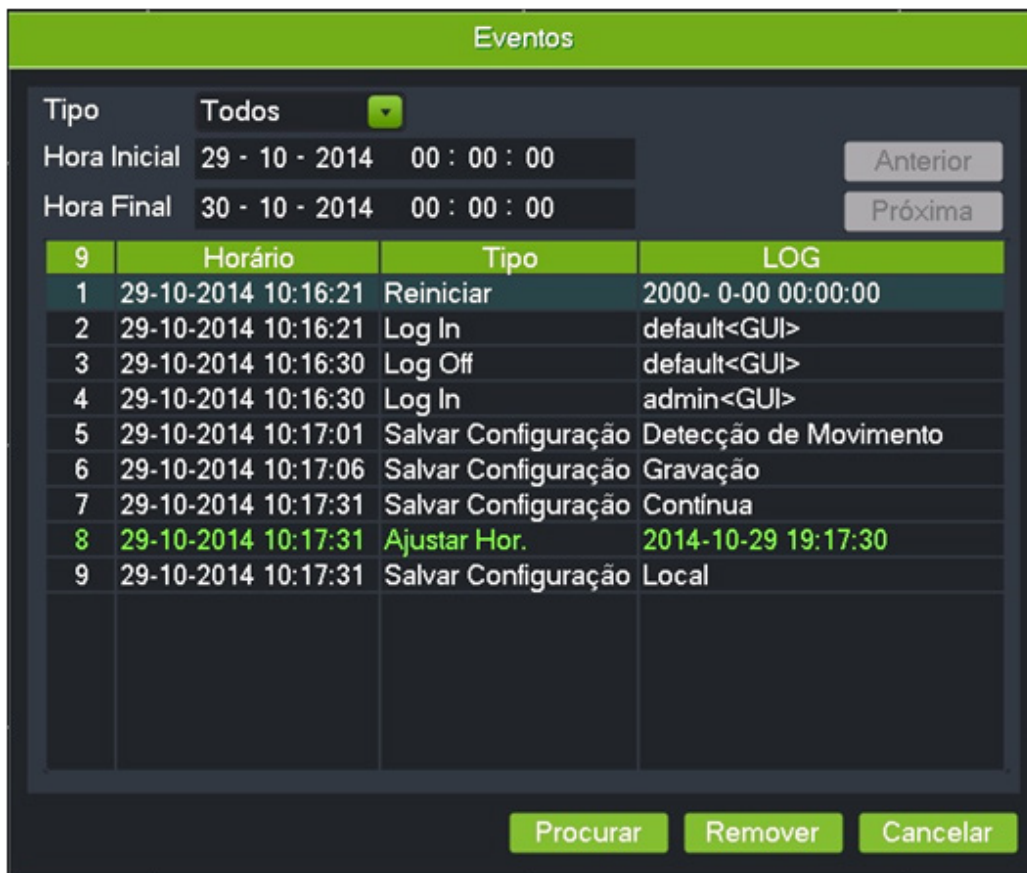 Eventos
Tipo Todos
Hora Inicial 29 - 10 - 2014 00 : 00 : 00 Anterior
Hora Final 30 - 10 - 2014 00 : 00 : 00 Próxima
9 Horário Tipo LOG
1 29-10-2014 10:16:21 Reiniciar 2000- 0-00 00:00:00
2 29-10-2014 10:16:21 Log In default<GUI>
3 29-10-2014 10:16:30 Log Off default<GUI>
4 29-10-2014 10:16:30 Log In admin<GUI>
5 29-10-2014 10:17:01 Salvar Configuração Detecção de Movimento
6 29-10-2014 10:17:06 Salvar Configuração Gravação
7 29-10-2014 10:17:31 Salvar Configuração Contínua
8 29-10-2014 10:17:31 Ajustar Hor. 2014-10-29 19:17:30
9 29-10-2014 10:17:31 Salvar Configuração Local
Procurar Remover Cancelar